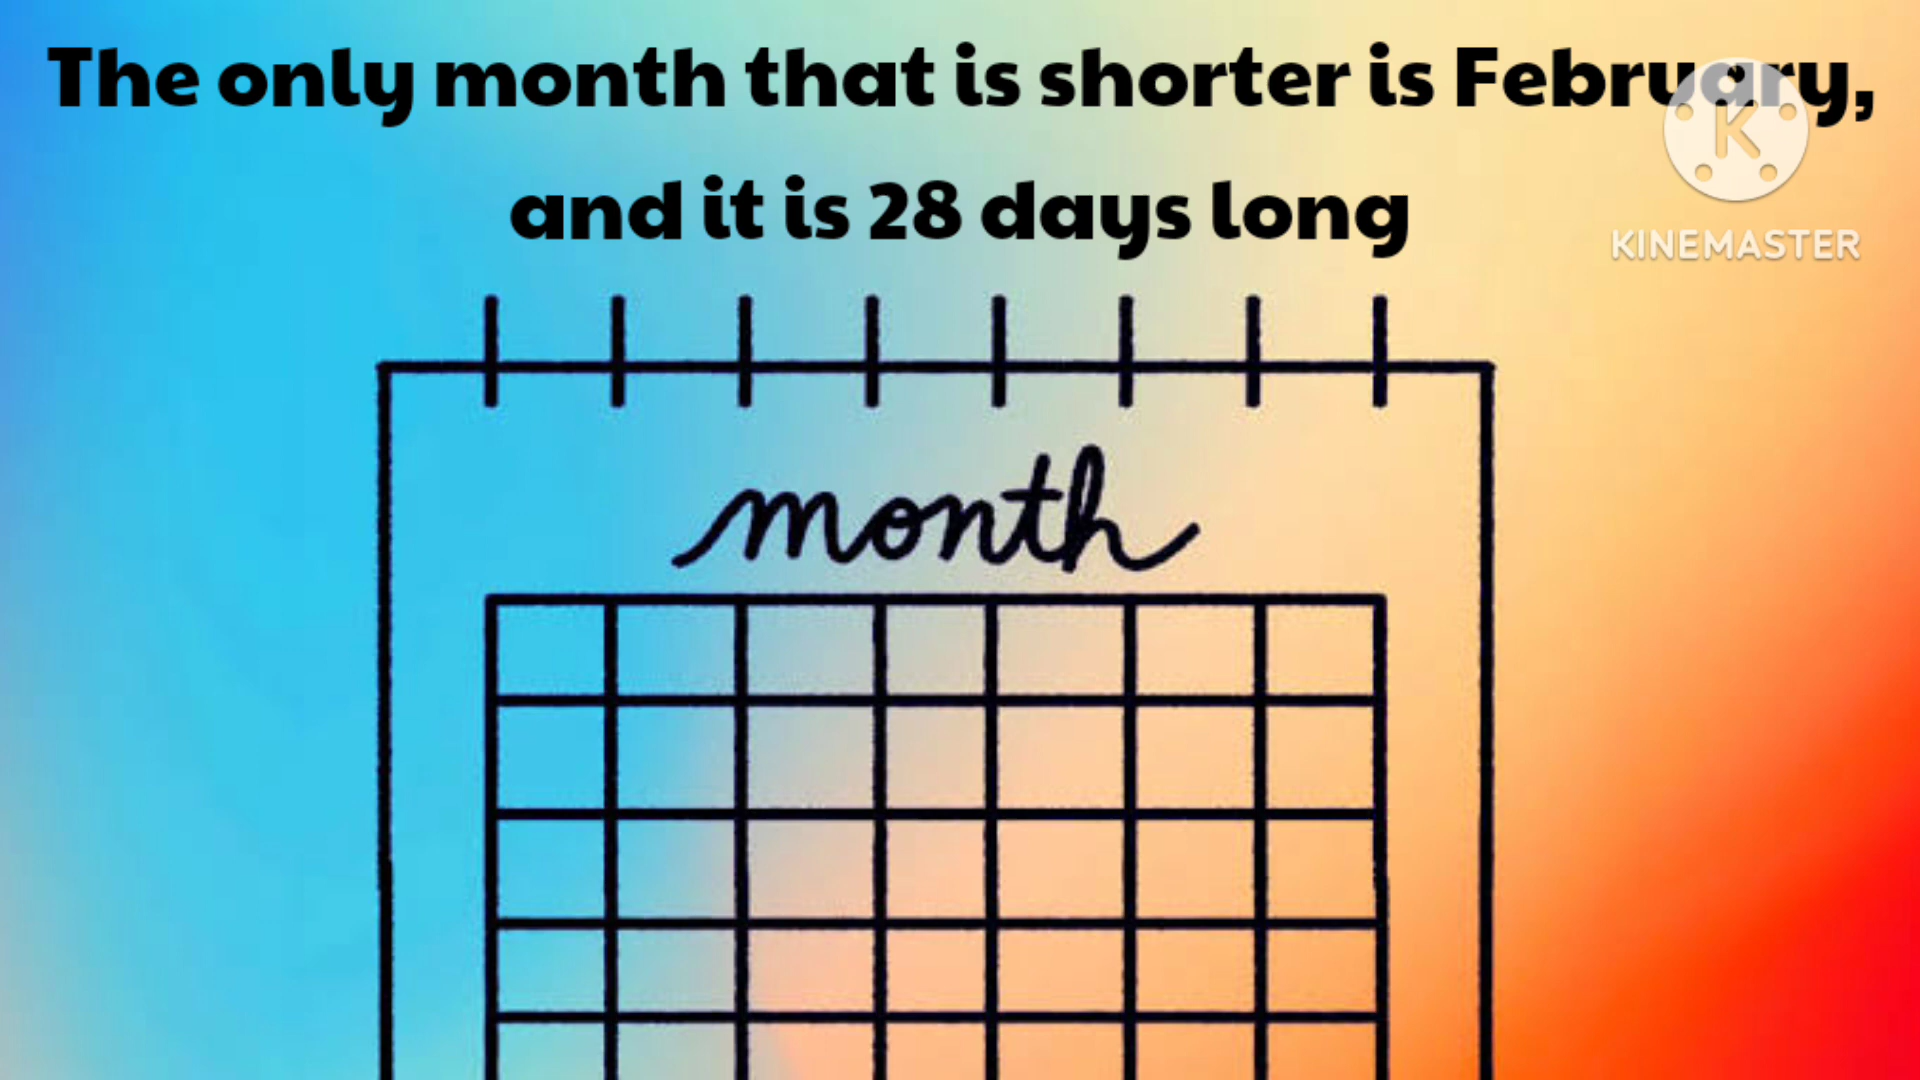 The only month that is shorter is February,
and it is 28 days long
K
KINEMASTER
month